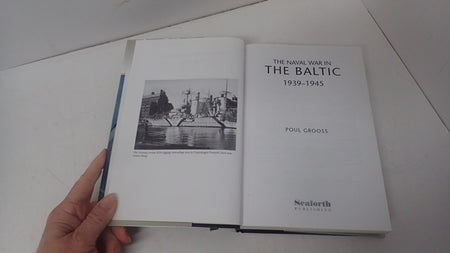 THE NAVAL WAR IN
THE BALTIC
1939–1945
POUL GROOSS
Seaforth
PUBLISHING